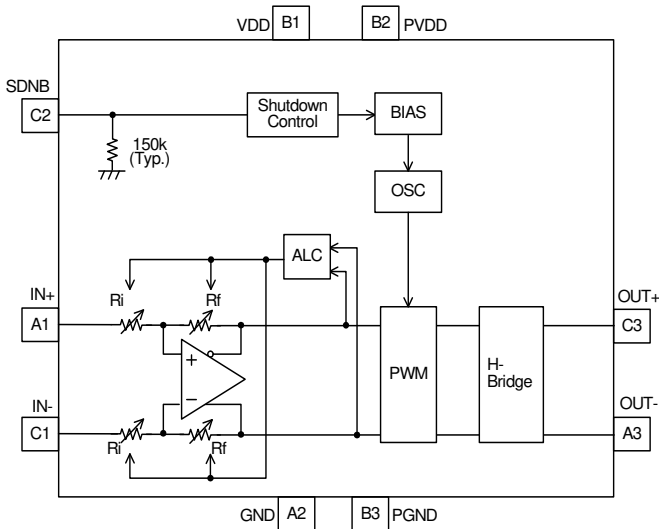 VDD B1 B2 PVDD
SDNB
C2
Shutdown
Control
BIAS
150k
(Typ.)
OSC
ALC
IN+
Ri
Rf
OUT+
A1
C3
+
PWM
H-
Bridge
−
IN-
OUT-
C1
Ri
Rf
A3
GND A2 B3 PGND